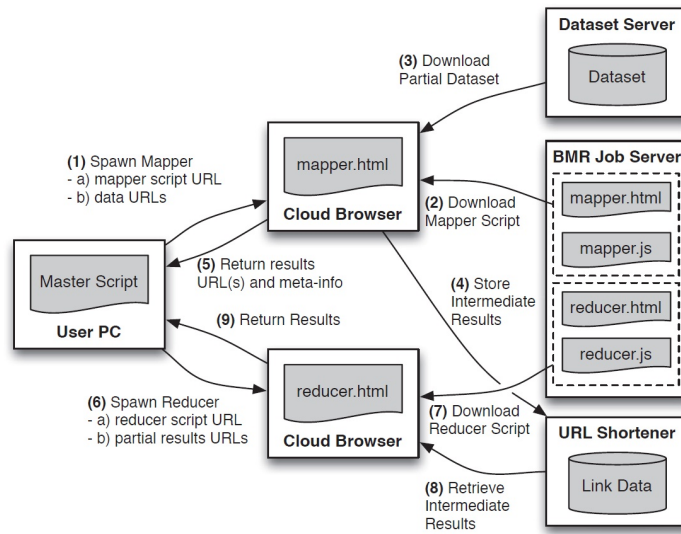 Dataset Server
Dataset
(3) Download
Partial Dataset
(1) Spawn Mapper
- a) mapper script URL
- b) data URLs
mapper.html
Cloud Browser
BMR Job Server
mapper.html
mapper.js
reducer.html
reducer.js
(2) Download
Mapper Script
Master Script
User PC
(5) Return results
URL(s) and meta-info
(4) Store
Intermediate
Results
(9) Return Results
(6) Spawn Reducer
- a) reducer script URL
- b) partial results URLs
reducer.html
Cloud Browser
(7) Download
Reducer Script
URL Shortener
Link Data
(8) Retrieve
Intermediate
Results